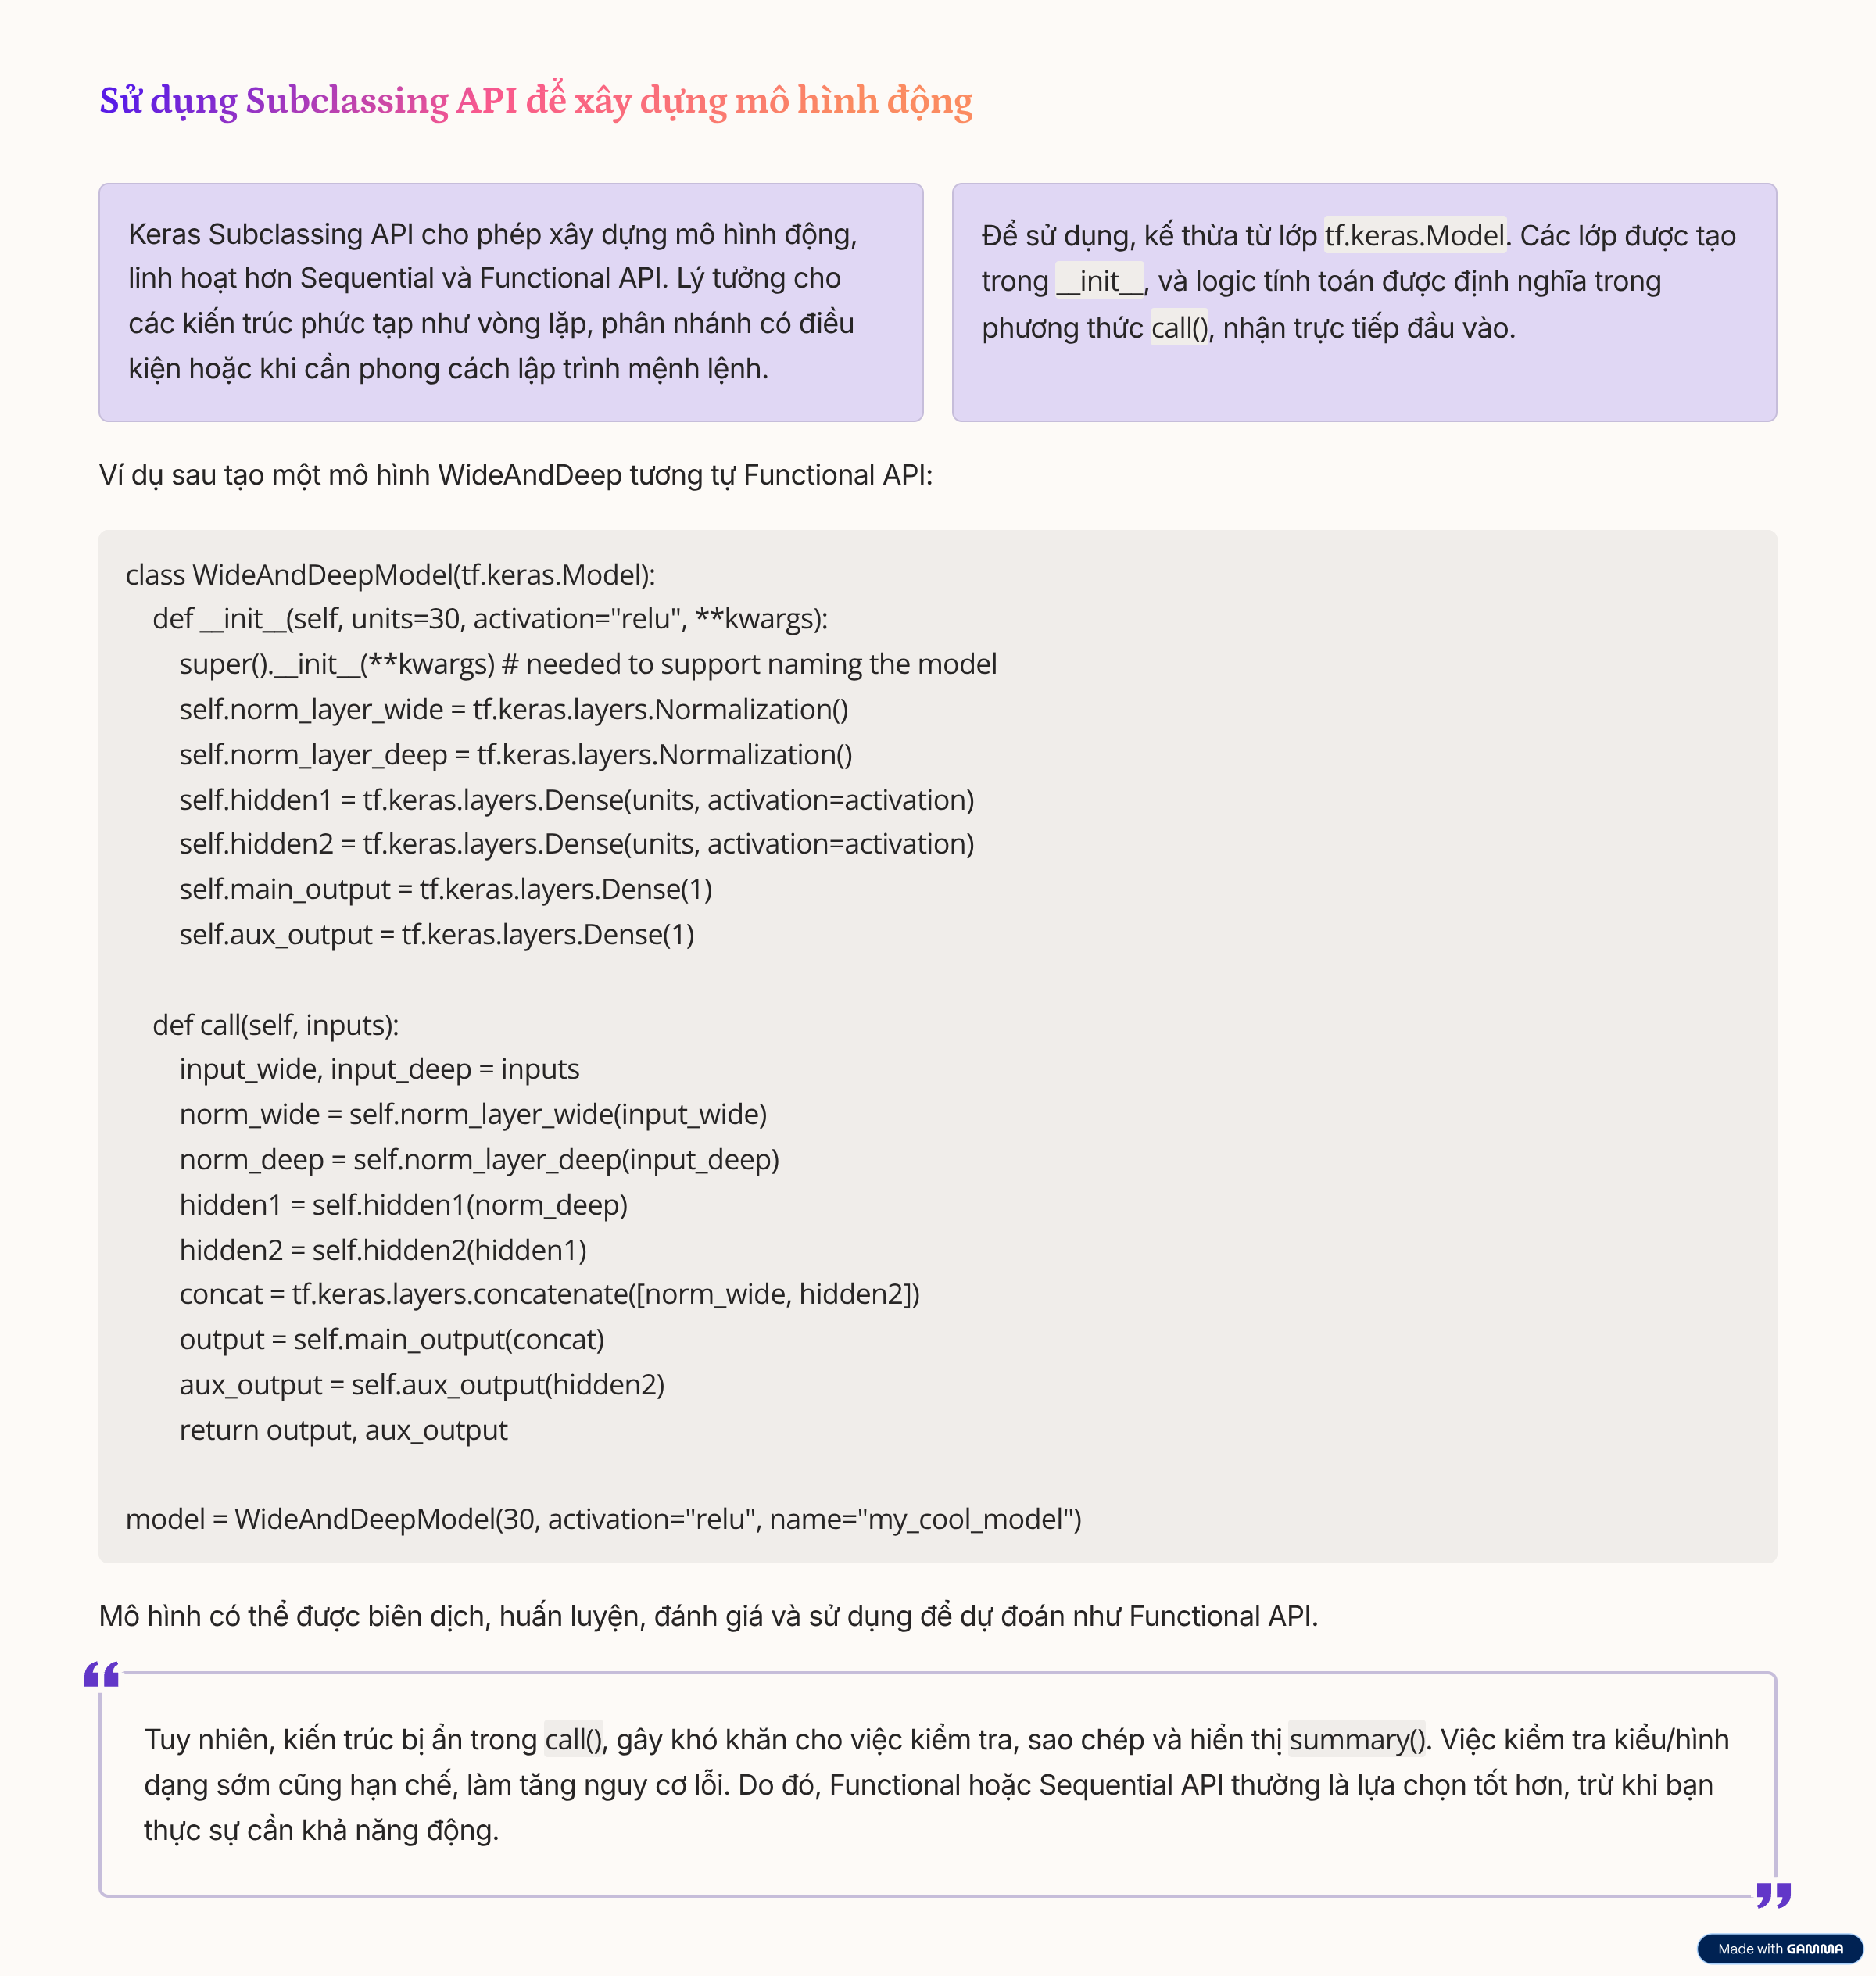 Sử dụng Subclassing API để xây dựng mô hình động
Keras Subclassing API cho phép xây dựng mô hình động,
linh hoạt hơn Sequential và Functional API. Lý tưởng cho
các kiến trúc phức tạp như vòng lặp, phân nhánh có điều
kiện hoặc khi cần phong cách lập trình mệnh lệnh.
Để sử dụng, kế thừa từ lớp tf.keras.Model. Các lớp được tạo
trong __init__, và logic tính toán được định nghĩa trong
phương thức call(), nhận trực tiếp đầu vào.
Ví dụ sau tạo một mô hình WideAndDeep tương tự Functional API:
class WideAndDeepModel(tf.keras.Model):
    def __init__(self, units=30, activation="relu", **kwargs):
        super().__init__(**kwargs) # needed to support naming the model
        self.norm_layer_wide = tf.keras.layers.Normalization()
        self.norm_layer_deep = tf.keras.layers.Normalization()
        self.hidden1 = tf.keras.layers.Dense(units, activation=activation)
        self.hidden2 = tf.keras.layers.Dense(units, activation=activation)
        self.main_output = tf.keras.layers.Dense(1)
        self.aux_output = tf.keras.layers.Dense(1)
    def call(self, inputs):
        input_wide, input_deep = inputs
        norm_wide = self.norm_layer_wide(input_wide)
        norm_deep = self.norm_layer_deep(input_deep)
        hidden1 = self.hidden1(norm_deep)
        hidden2 = self.hidden2(hidden1)
        concat = tf.keras.layers.concatenate([norm_wide, hidden2])
        output = self.main_output(concat)
        aux_output = self.aux_output(hidden2)
        return output, aux_output
model = WideAndDeepModel(30, activation="relu", name="my_cool_model")
Mô hình có thể được biên dịch, huấn luyện, đánh giá và sử dụng để dự đoán như Functional API.
Tuy nhiên, kiến trúc bị ẩn trong call(), gây khó khăn cho việc kiểm tra, sao chép và hiển thị summary(). Việc kiểm tra kiểu/hình
dạng sớm cũng hạn chế, làm tăng nguy cơ lỗi. Do đó, Functional hoặc Sequential API thường là lựa chọn tốt hơn, trừ khi bạn
thực sự cần khả năng động.
Made with GAMMA